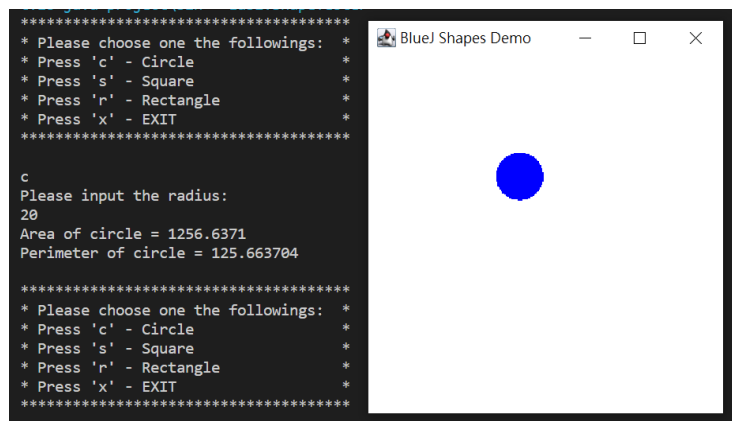 *************************************
* Please choose one the followings:  *
* Press 'c' - Circle                 *
* Press 's' - Square                 *
* Press 'r' - Rectangle              *
* Press 'x' - EXIT                   *
*************************************
c
Please input the radius:
20
Area of circle = 1256.6371
Perimeter of circle = 125.663704
*************************************
* Please choose one the followings:  *
* Press 'c' - Circle                 *
* Press 's' - Square                 *
* Press 'r' - Rectangle              *
* Press 'x' - EXIT                   *
*************************************
BlueJ Shapes Demo